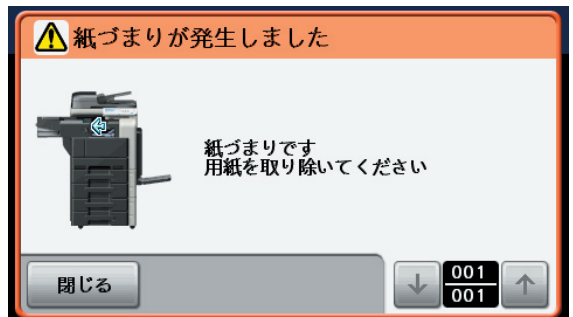 紙づまりが発生しました
紙づまりです
用紙を取り除いてください
閉じる
001
001